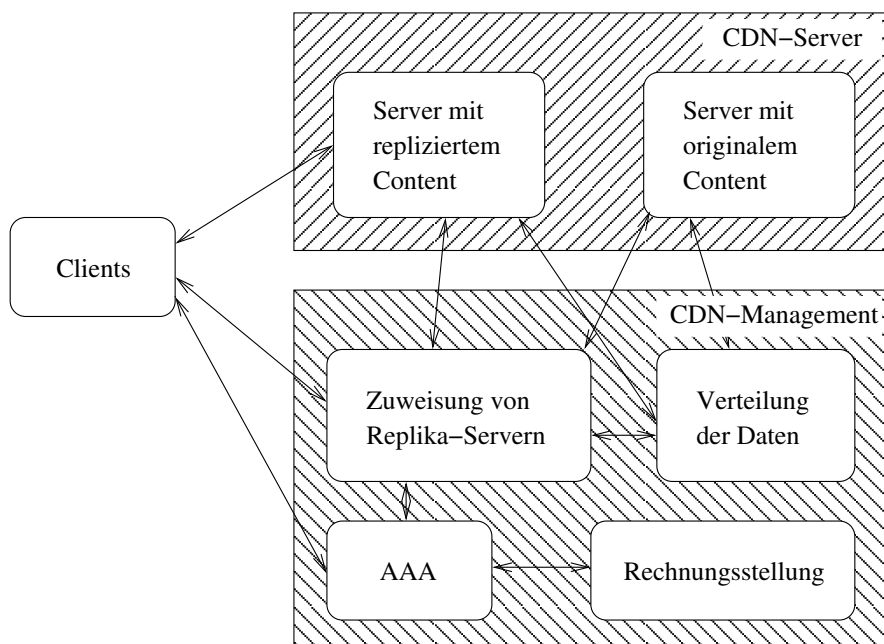 CDN−Server
Server mit
repliziertem
Content
Server mit
originalem
Content
Clients
CDN−Management
Zuweisung von
Replika−Servern
Verteilung
der Daten
AAA
Rechnungsstellung